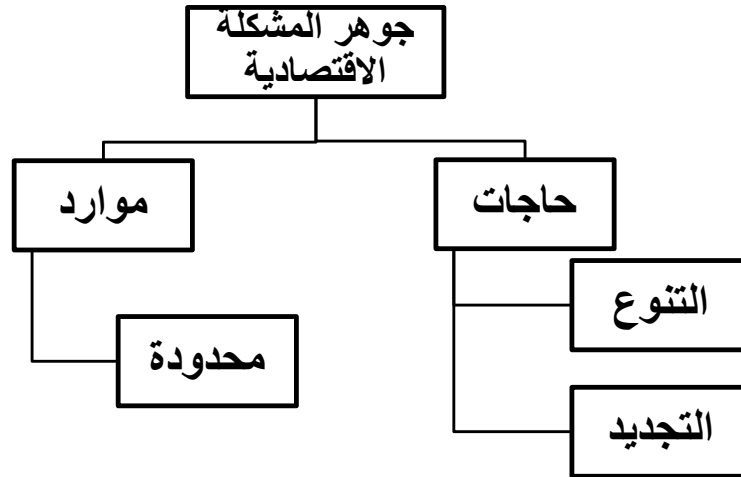 جوهر المشكلة
الاقتصادية
حاجات
موارد
التنوع
محدودة
التجديد